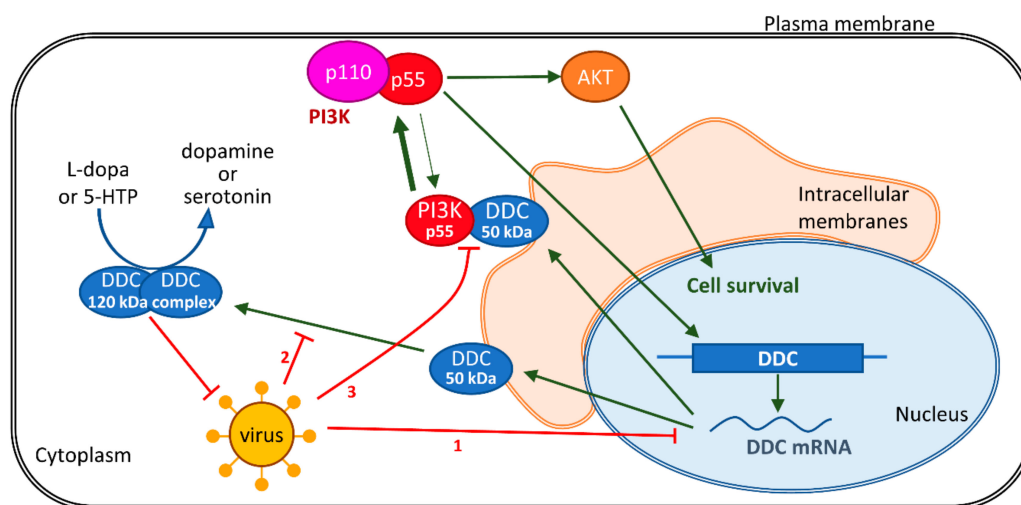 Plasma membrane
p110
p55
AKT
PI3K
L-dopa
or 5-HTP
dopamine
or
serotonin
PI3K
p55
DDC
50 kDa
Intracellular
membranes
DDC
120 kDa
DDC
complex
Cell survival
2
3
DDC
50 kDa
DDC
virus
1
Nucleus
DDC mRNA
Cytoplasm